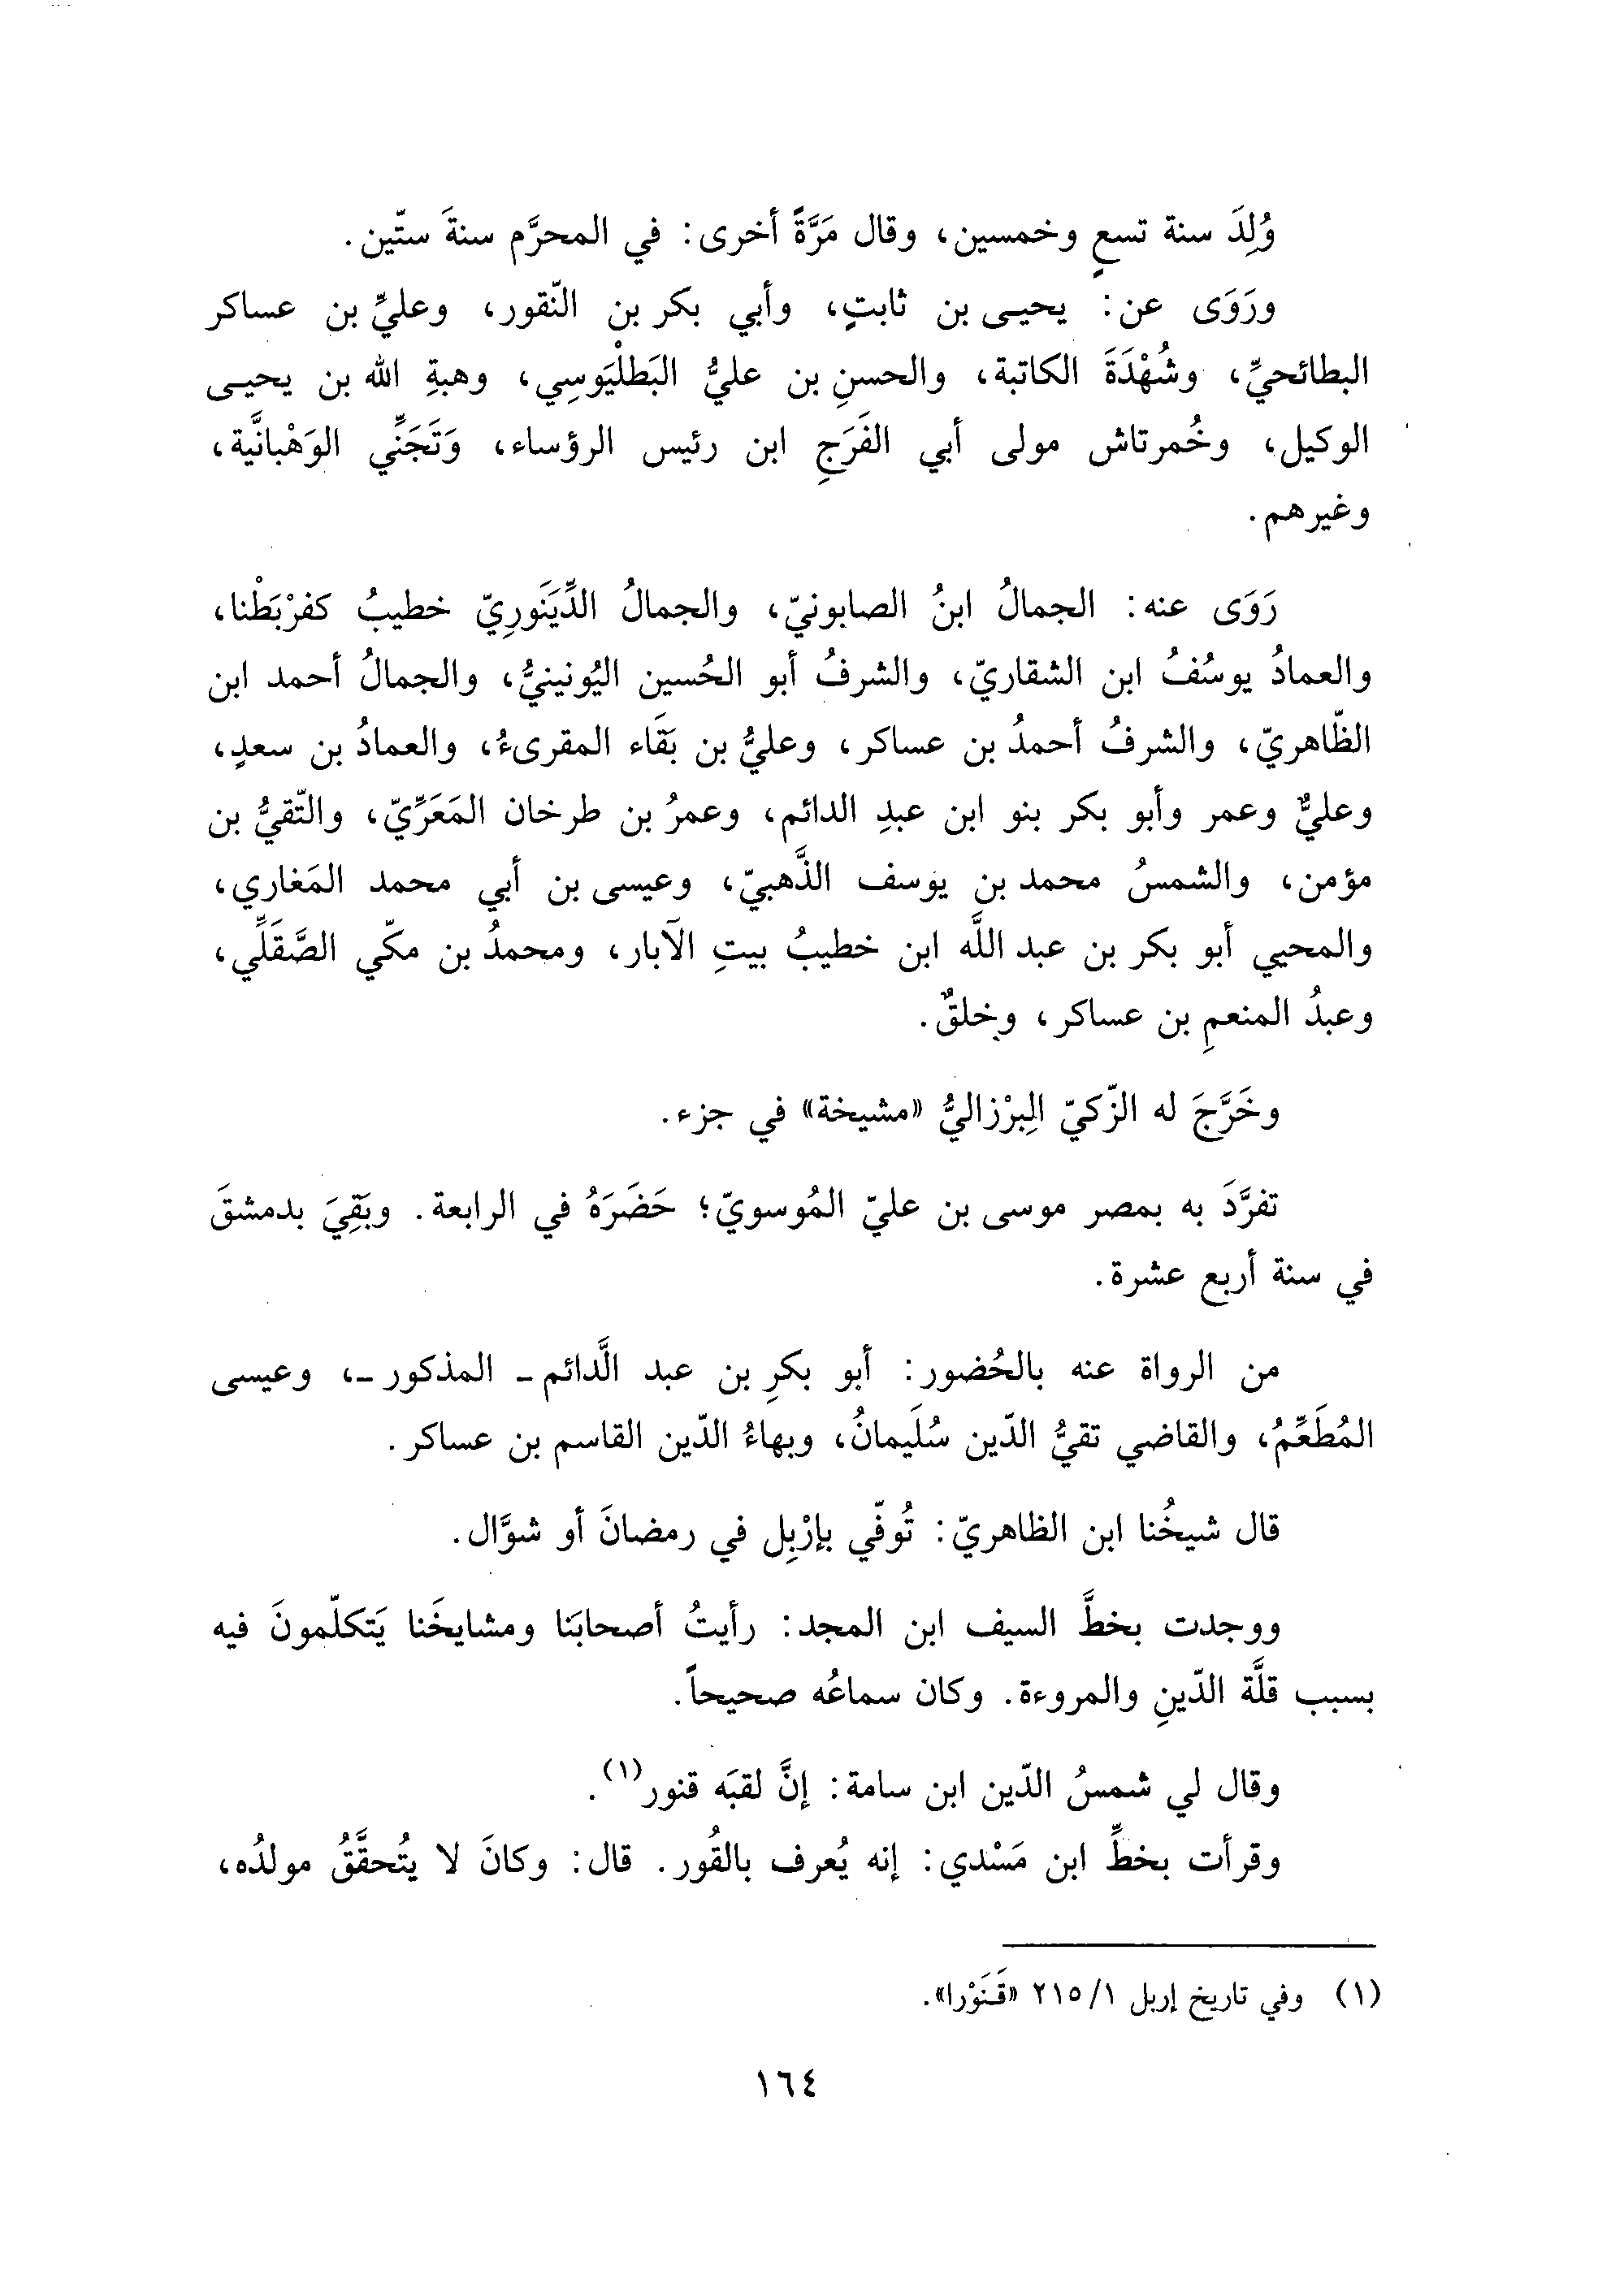 وُلِدَ سنة تسعٍ وخمسين، وقال مَرَّةً أخرى: في المحرَّم سنةَ ستّين.
ورَوَى عن: يحيى بن ثابتٍ، وأبي بكر بن النّقور، وعليِّ بن عساكر
البطائحيِّ، وشُهْدَةَ الكاتبة، والحسنِ بن عليُّ البَطلْيَوسِي، وهبةِ الله بن يحيى
الوكيل، وخُمرتاش مولى أبي الفَرَجِ ابن رئيس الرؤساء، وَتَجَنِّي الوَهْبانَّية،
وغيرهم.
رَوَى عنه: الجمالُ ابنُ الصابونيّ، والجمالُ الدِّيَنَورِيّ خطيبُ كفرْبَطْنا،
والعمادُ يوسُفُ ابن الشقاريّ، والشرفُ أبو الحُسين اليُونينيُّ، والجمالُ أحمد ابن
الظّاهريّ، والشرفُ أحمدُ بن عساكر، وعليُّ بن بَقَاء المقرىءُ، والعمادُ بن سعدٍ،
وعليٌّ وعمر وأبو بكر بنو ابن عبدِ الدائم، وعمرُ بن طرخان المَعَرِّيّ، والتّقيُّ بن
مؤمن، والشمسُ محمد بن يوسف الذَّهبيّ، وعيسى بن أبي محمد المَغاري،
والمحيي أبو بكر بن عبد اللَّه ابن خطيبُ بيتِ الآبار، ومحمدُ بن مكّي الصَّقَلِّي،
وعبدُ المنعمِ بن عساكر، وخلقٌ.
وخَرَّجَ له الزّكيّ البِرْزاليُّ «مشيخة» في جزء.
تفرَّدَ به بمصر موسى بن عليّ المُوسويّ؛ حَضَرَهُ في الرابعة. وبَقِيَ بدمشقَ
في سنة أربع عشرة.
من الرواة عنه بالحُضور: أبو بكرِ بن عبد الَّدائم ـ المذكور ـ، وعيسى
المُطَعِّمُ، والقاضي تقيُّ الدّين سُلَيمانُ، وبهاءُ الدّين القاسم بن عساكر.
قال شيخُنا ابن الظاهريّ: تُوفّي بإرْبِل في رمضانَ أو شوَّال.
ووجدت بخطَّ السيف ابن المجد: رأيتُ أصحابَنا ومشايخَنا يَتكلّمونَ فيه
بسبب قلَّة الدّينِ والمروءة. وكان سماعُه صحيحاً.
وقال لي شمسُ الدّين ابن سامة: إنَّ لقبَه قنور(١).
وقرأت بخطِّ ابن مَسْدي: إنه يُعرف بالقُور. قال: وكانَ لا يُتحقَّقُ مولدُه،
(١) وفي تاريخ إربل ١/ ٢١٥ «قَنَوْرا».
١٦٤